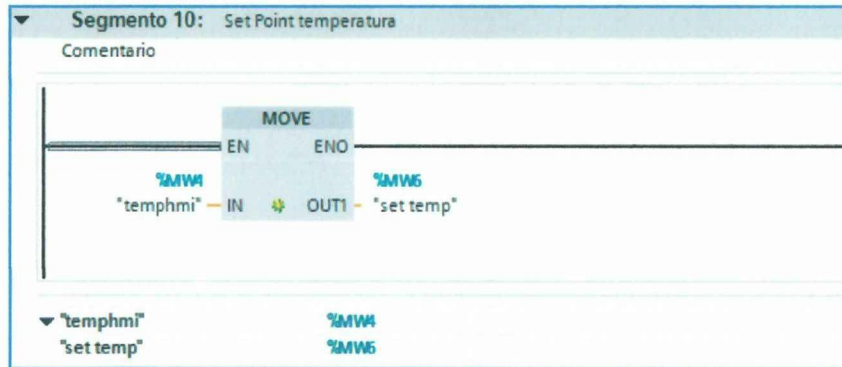 Segmento 10: Set Point temperatura
Comentario
MOVE
EN ENO
%MW4 %MW6
"temphmi" IN OUT1 "set temp"
"temphmi" %MW4
"set temp" %MW6